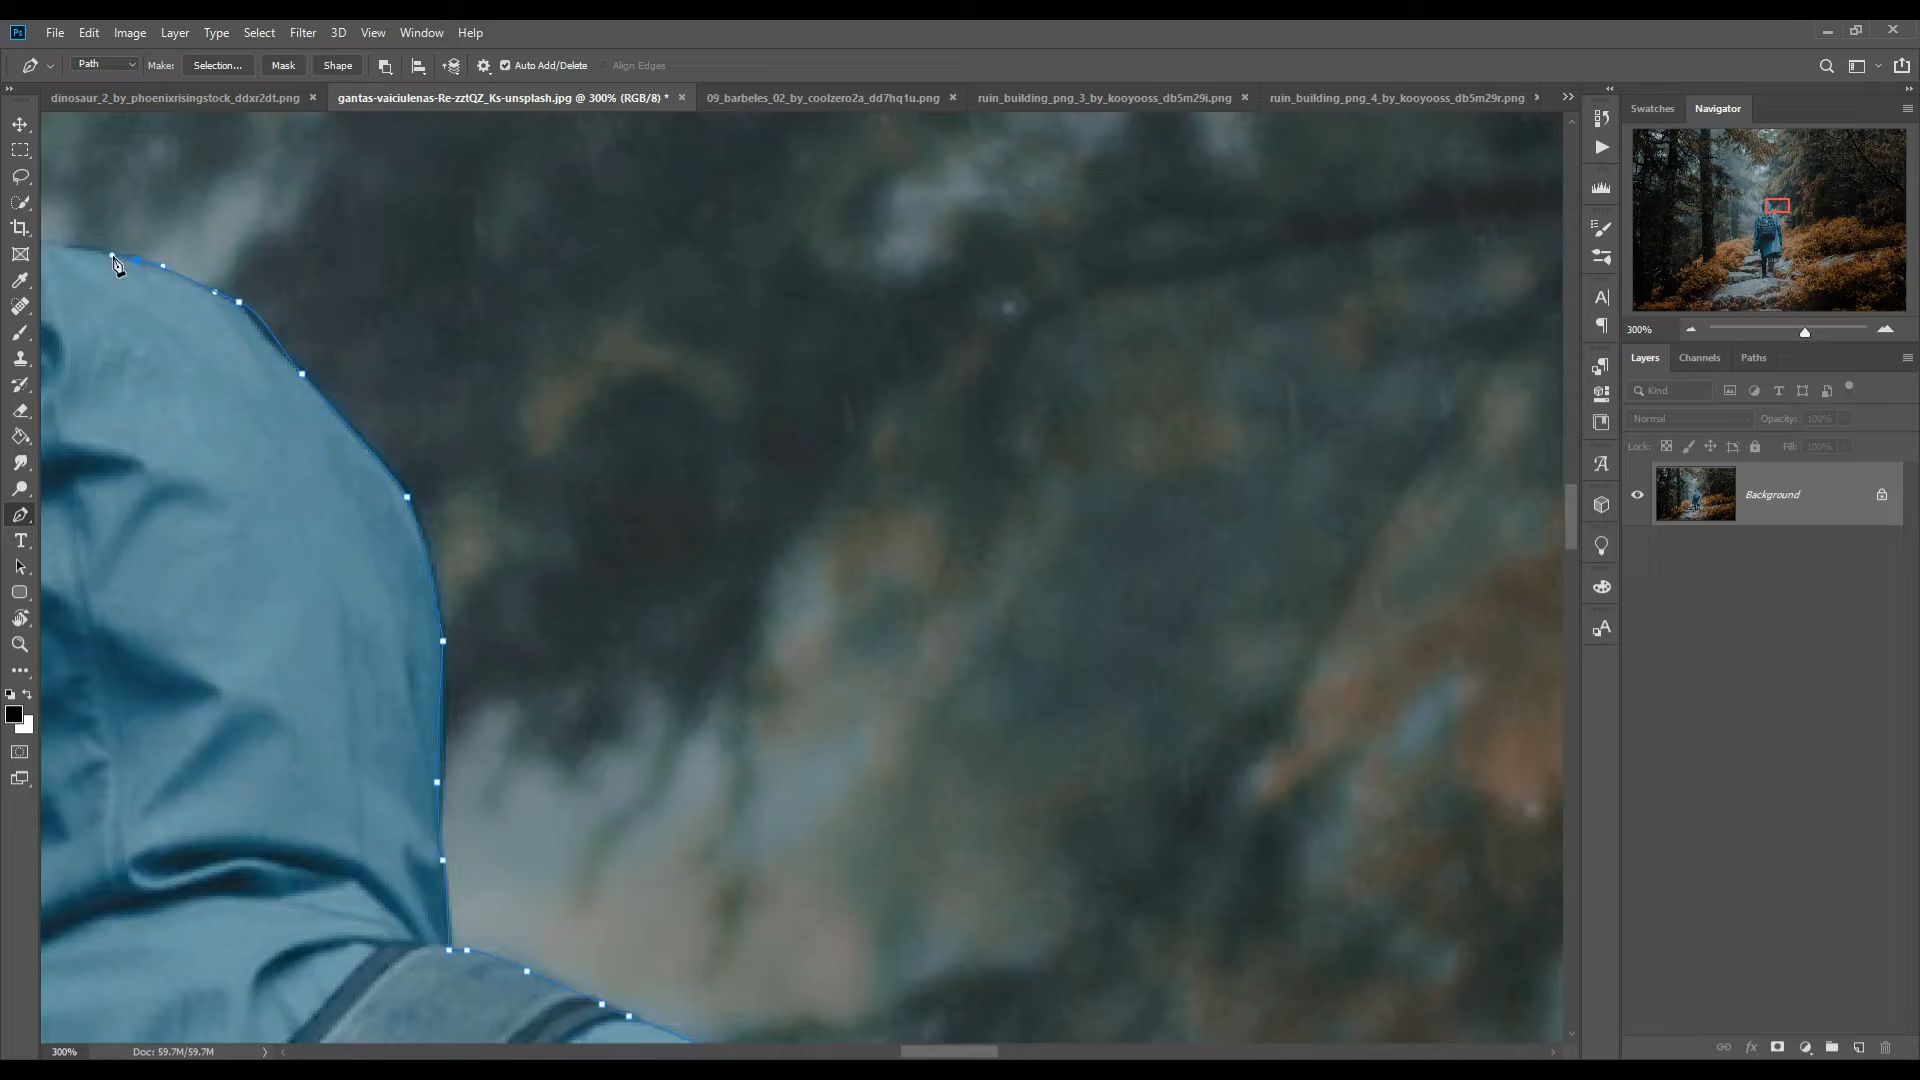 Ps File Edit Image Layer Type Select Filter 3D View Window Help
Path Make: Selection... Mask Shape Auto Add/Delete Align Edges
dinosaur_2_by_phoenixrisingstock_ddxr2dt.png × gantas-vaiciulenas-Re-zztQZ_Ks-unsplash.jpg @ 300% (RGB/8) * × 09_barbeles_02_by_coolzero2a_dd7hq1u.png × ruin_building_png_3_by_kooyooss_db5m29i.png × ruin_building_png_4_by_kooyooss_db5m29r.png
Swatches Navigator
300%
Layers Channels Paths
Kind
Normal Opacity: 100%
Lock: Fill: 100%
Background
300% Doc: 59.7M/59.7M